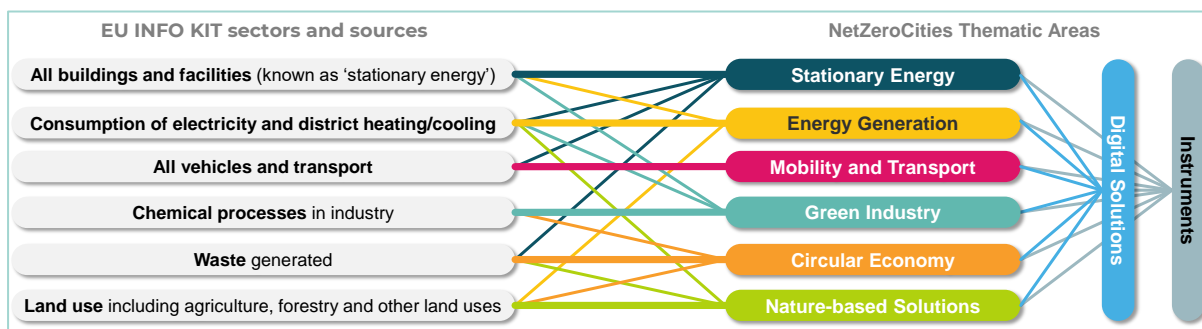 EU INFO KIT sectors and sources
NetZeroCities Thematic Areas
All buildings and facilities (known as ‘stationary energy’)
Stationary Energy
Consumption of electricity and district heating/cooling
Energy Generation
All vehicles and transport
Mobility and Transport
Chemical processes in industry
Green Industry
Waste generated
Circular Economy
Land use including agriculture, forestry and other land uses
Nature-based Solutions
Digital Solutions
Instruments